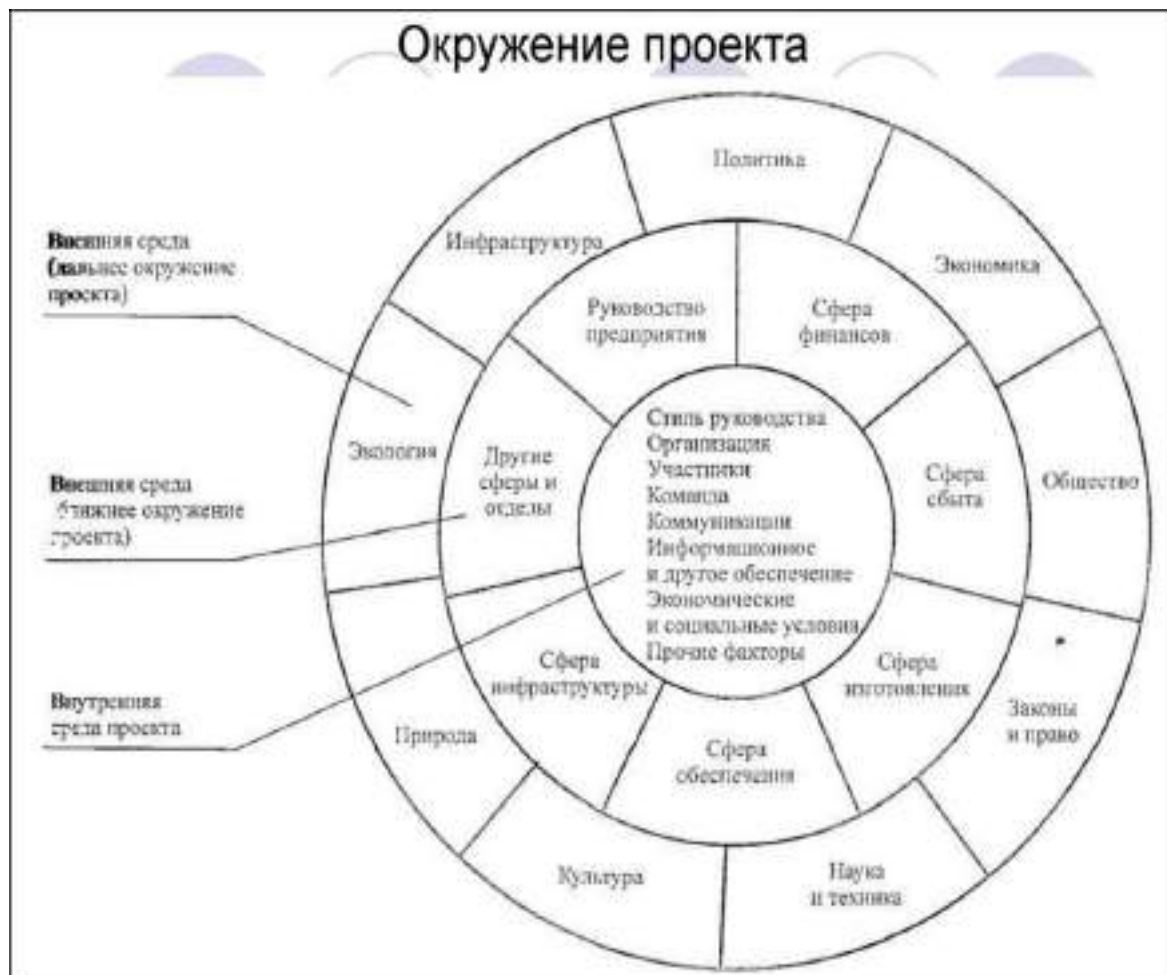 Окружение проекта
Политика
Инфраструктура
Экономика
Внешняя среда
(дальнее окружение
проекта)
Руководство
предприятия
Сфера
финансов
Стиль руководства
Организация
Участники
Команда
Коммуникации
Информационное
и другое обеспечение
Экономические
и социальные условия
Прочие факторы
Экология
Другие
сферы и
отделы
Сфера
сбыта
Общество
Внешняя среда
(ближнее окружение
проекта)
Внутренняя
среда проекта
Сфера
инфраструктуры
Сфера
изготовления
Законы
и право
Природа
Сфера
обеспечения
Культура
Наука
и техника